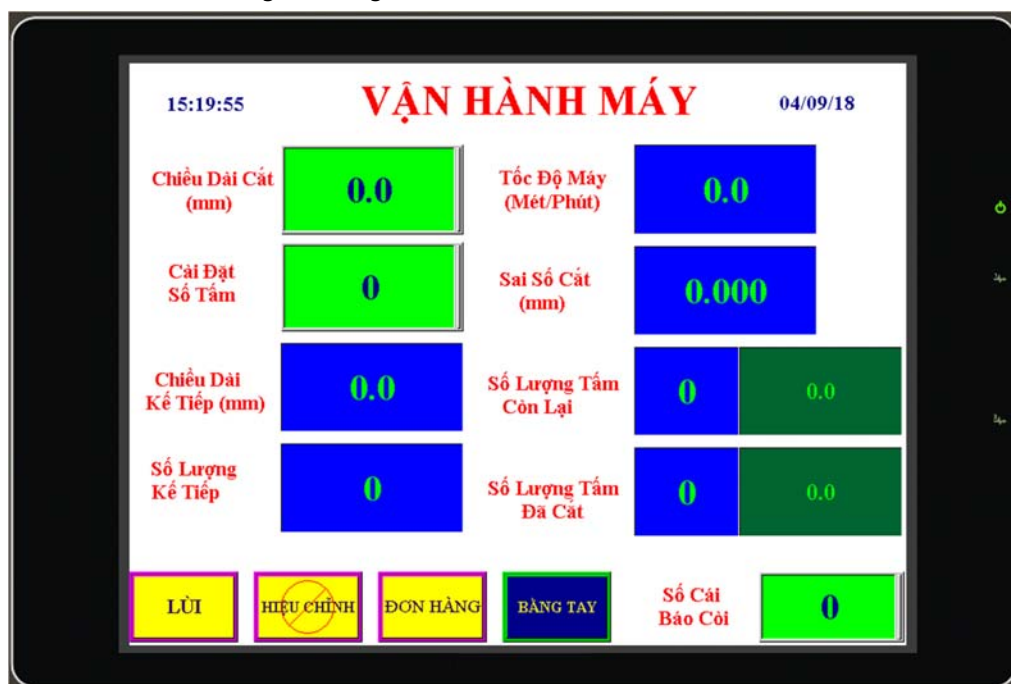 15:19:55
VẬN HÀNH MÁY
04/09/18
Chiều Dài Cắt
(mm)
0.0
Tốc Độ Máy
(Mét/Phút)
0.0
Cài Đặt
Số Tấm
0
Sai Số Cắt
(mm)
0.000
Chiều Dài
Kế Tiếp (mm)
0.0
Số Lượng Tấm
Còn Lại
0
0.0
Số Lượng
Kế Tiếp
0
Số Lượng Tấm
Đã Cắt
0
0.0
LÙI
HIỆU CHỈNH
ĐƠN HÀNG
BẰNG TAY
Số Cái
Báo Còi
0